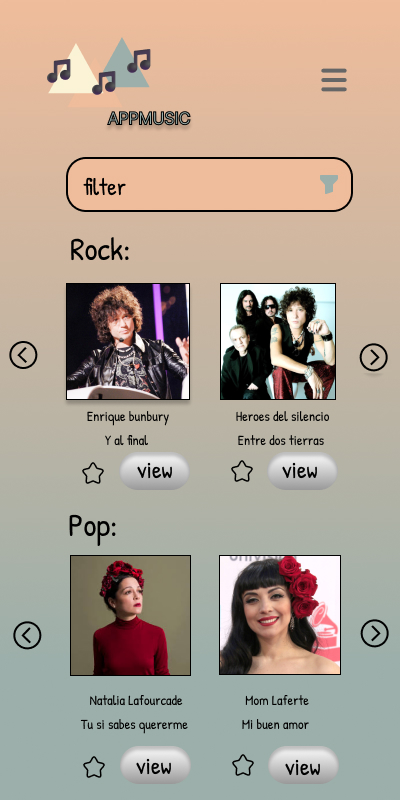 APPMUSIC
filter
Rock:
Enrique bunbury
Y al final
view
Heroes del silencio
Entre dos tierras
view
Pop:
Natalia Lafourcade
Tu si sabes quererme
view
Mom Laferte
Mi buen amor
view